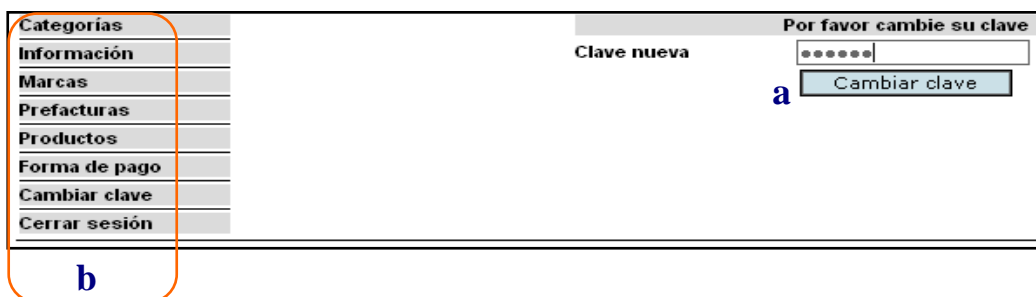 Categorías
Información
Marcas
Prefacturas
Productos
Forma de pago
Cambiar clave
Cerrar sesión
b
Por favor cambie su clave
Clave nueva ••••••
a Cambiar clave